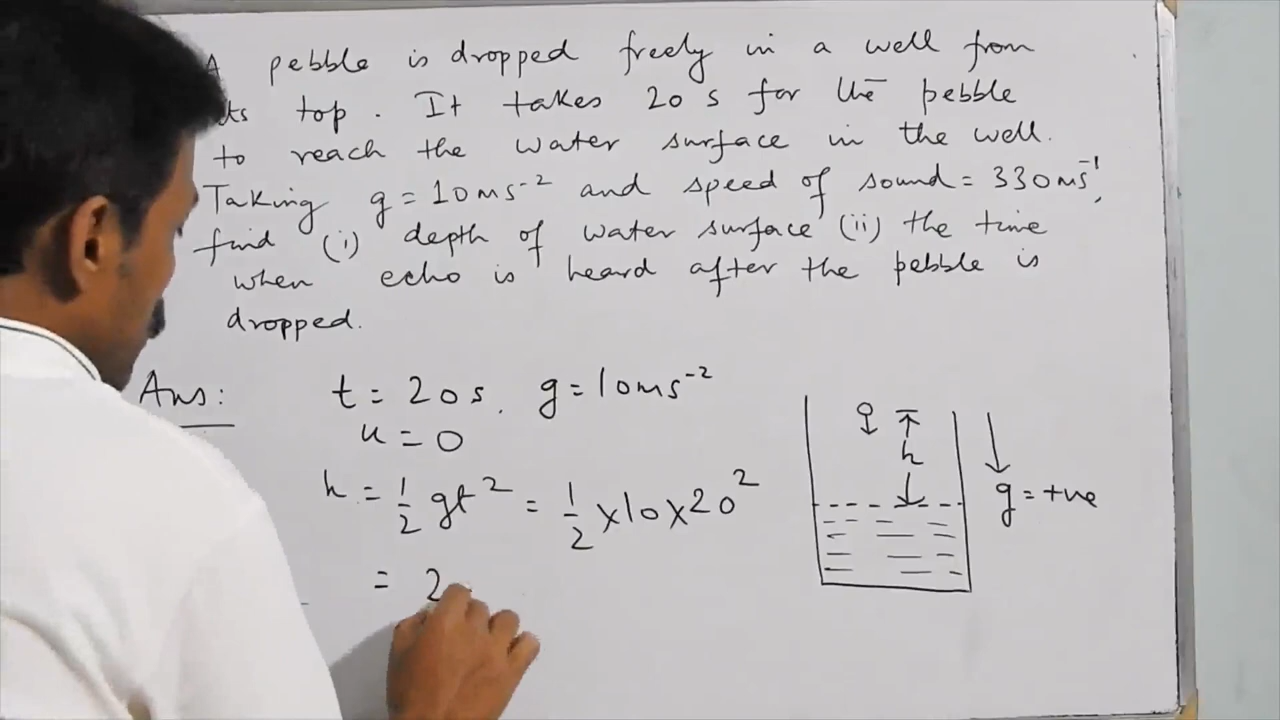 A pebble is dropped freely in a well from
its top. It takes 20 s for the pebble
to reach the water surface in the well.
Taking g = 10 ms⁻² and speed of sound = 330 ms⁻¹,
find (i) depth of water surface (ii) the time
when echo is heard after the pebble is
dropped.
Ans: t = 20 s, g = 10 ms⁻²
u = 0
h = 1/2 gt² = 1/2 × 10 × 20²
= 2
h
g = +ve